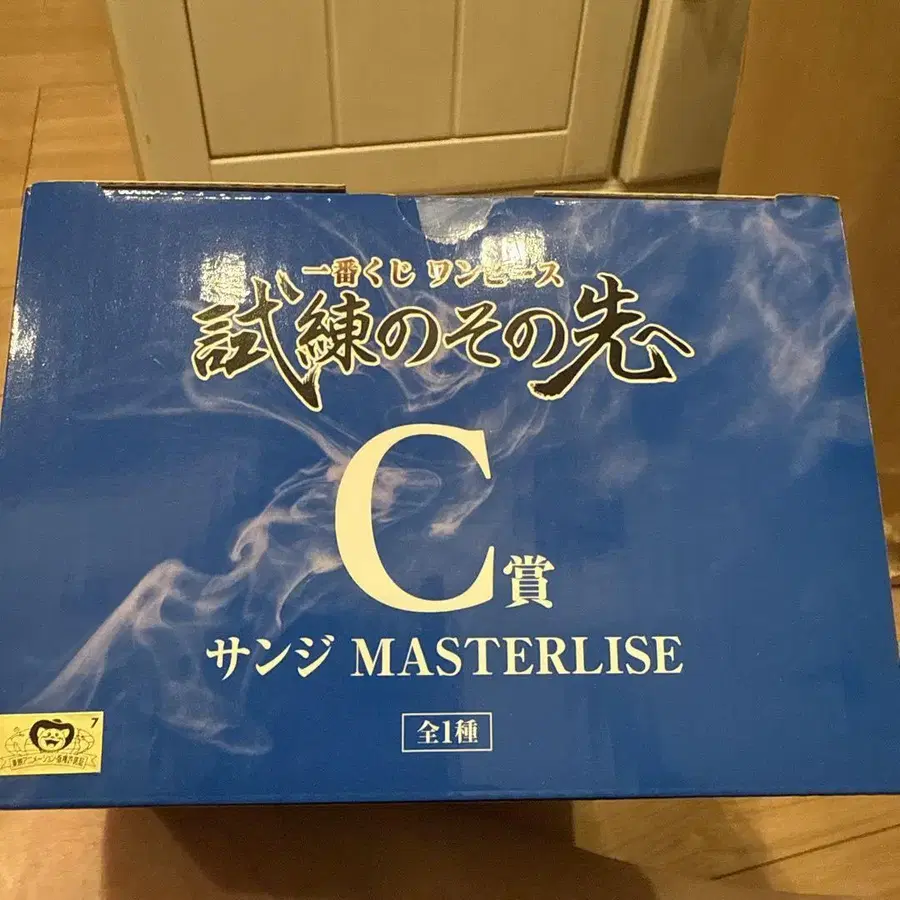 一番くじ ワンピース
試練のその先
C賞
サンジ MASTERLISE
全1種
7